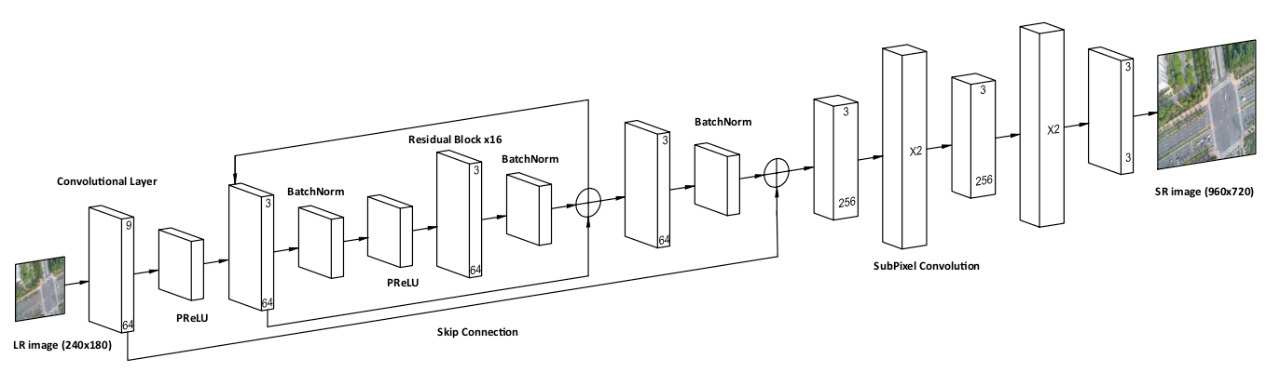 Convolutional Layer
9
64
LR image (240x180)
PReLU
3
64
BatchNorm
PReLU
Residual Block x16
3
64
BatchNorm
Skip Connection
3
64
BatchNorm
3
256
X2
SubPixel Convolution
3
256
X2
3
3
SR image (960x720)